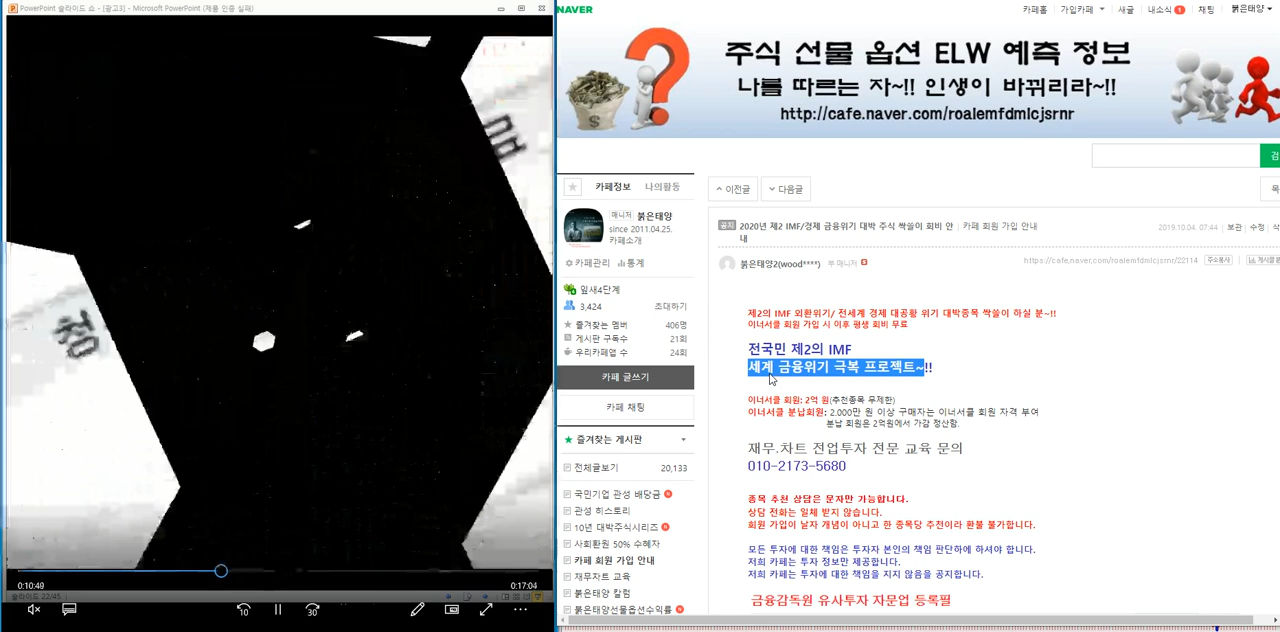 PowerPoint 슬라이드 쇼 - [광고3] - Microsoft PowerPoint (제품 인증 실패)
0:10:49
0:17:04
슬라이드 22/45
10
30
NAVER
카페홈 가입카페 새글 내소식 1 채팅 붉은태양
주식 선물 옵션 ELW 예측 정보
나를 따르는 자~!! 인생이 바뀌리라~!!
http://cafe.naver.com/roalemfdmlcjsrnr
검
카페정보 나의활동
매니저 붉은태양
since 2011.04.25.
카페소개
카페관리 통계
잎새4단계
3,424 초대하기
즐겨찾는 멤버 406명
게시판 구독수 21회
우리카페앱 수 24회
카페 글쓰기
카페 채팅
즐겨찾는 게시판
전체글보기 20,133
국민기업 관성 배당금 N
관성 히스토리
10년 대박주식시리즈 N
사회환원 50% 수혜자
카페 회원 가입 안내
재무차트 교육
붉은태양 칼럼
붉은태양선물옵션수익률 N
이전글 다음글
목
공지 2020년 제2 IMF/경제 금융위기 대박 주식 싹쓸이 회비 안내 | 카페 회원 가입 안내
2019.10.04. 07:44 보관 수정 삭
붉은태양2(wood****) 부매니저
https://cafe.naver.com/roalemfdmlcjsrnr/22114 주소복사
제2의 IMF 외환위기/ 전세계 경제 대공황 위기 대박종목 싹쓸이 하실 분~!!
이너서클 회원 가입 시 이후 평생 회비 무료
전국민 제2의 IMF
세계 금융위기 극복 프로젝트~!!
이너서클 회원: 2억 원(추천종목 무제한)
이너서클 분납회원: 2,000만 원 이상 구매자는 이너서클 회원 자격 부여
분납 회원은 2억원에서 가감 정산함.
재무.차트 전업투자 전문 교육 문의
010-2173-5680
종목 추천 상담은 문자만 가능합니다.
상담 전화는 일체 받지 않습니다.
회원 가입이 날자 개념이 아니고 한 종목당 추천이라 환불 불가합니다.
모든 투자에 대한 책임은 투자자 본인의 책임 판단하에 하셔야 합니다.
저희 카페는 투자 정보만 제공합니다.
저희 카페는 투자에 대한 책임을 지지 않음을 공지합니다.
금융감독원 유사투자 자문업 등록필